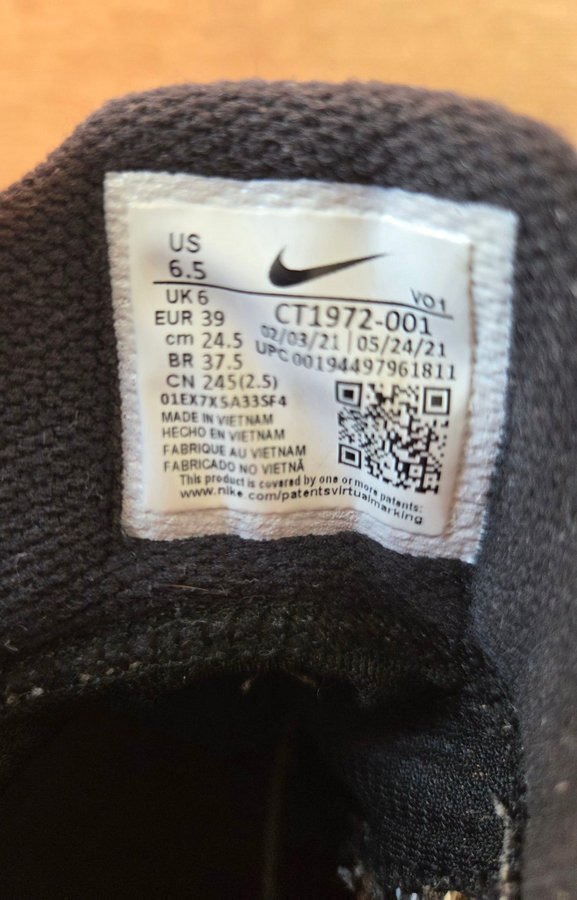 US
6.5
UK 6
EUR 39
cm 24.5
BR 37.5
CN 245(2.5)
VO1
CT1972-001
02/03/21 | 05/24/21
UPC 00194497961811
01EX7X5A33SF4
MADE IN VIETNAM
HECHO EN VIETNAM
FABRIQUE AU VIETNAM
FABRICADO NO VIETNÃ
This product is covered by one or more patents:
www.nike.com/patentsvirtualmarking